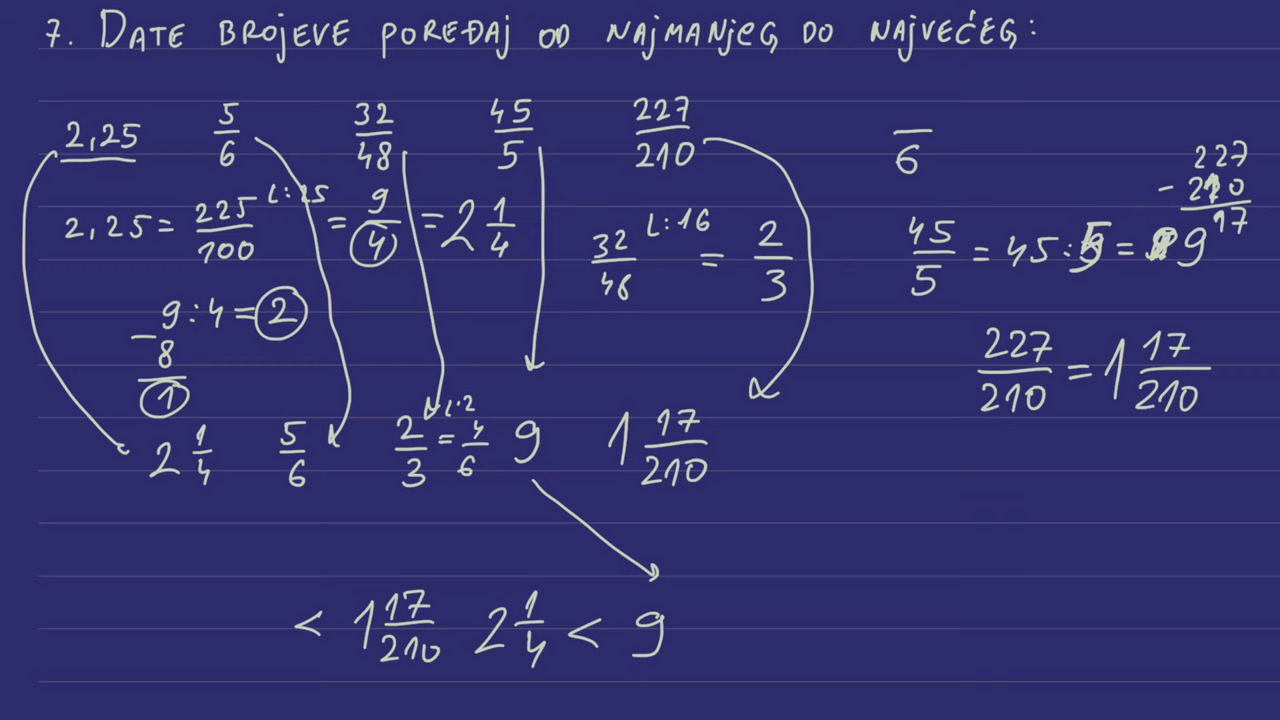 7. DATE BROJEVE POREĐAJ OD NAJMANJEG DO NAJVEĆEG:
2,25 5/6 32/48 45/5 227/210 /6
227
- 210
17
2,25 = 225/100 L:25 = 9/4 = 2 1/4
32/48 L:16 = 2/3
45/5 = 45:5 = 9
9:4=2
-8
1
227/210 = 1 17/210
2 1/4 5/6 2/3 = 4/6 9 1 17/210
< 1 17/210 2 1/4 < 9